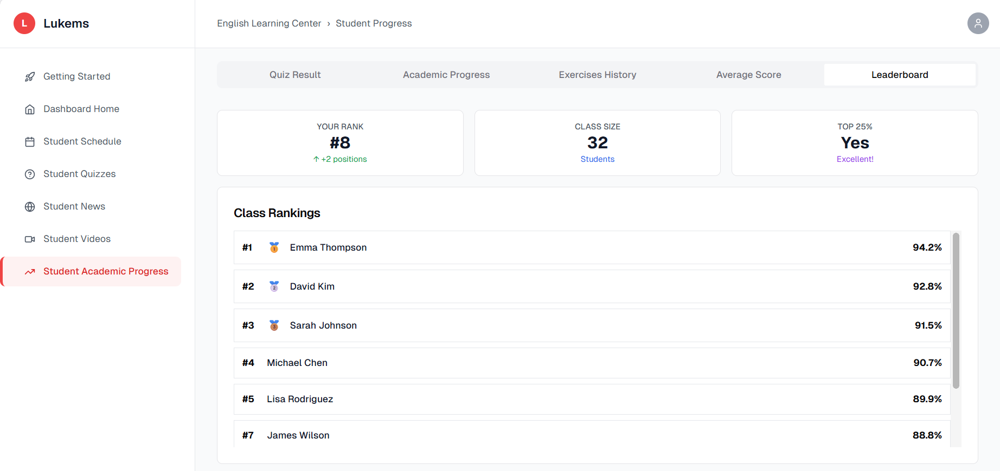 L Lukems
English Learning Center › Student Progress
Getting Started
Dashboard Home
Student Schedule
Student Quizzes
Student News
Student Videos
Student Academic Progress
Quiz Result Academic Progress Exercises History Average Score Leaderboard
YOUR RANK
#8
↑ +2 positions
CLASS SIZE
32
Students
TOP 25%
Yes
Excellent!
Class Rankings
#1 1 Emma Thompson 94.2%
#2 2 David Kim 92.8%
#3 3 Sarah Johnson 91.5%
#4 Michael Chen 90.7%
#5 Lisa Rodriguez 89.9%
#7 James Wilson 88.8%